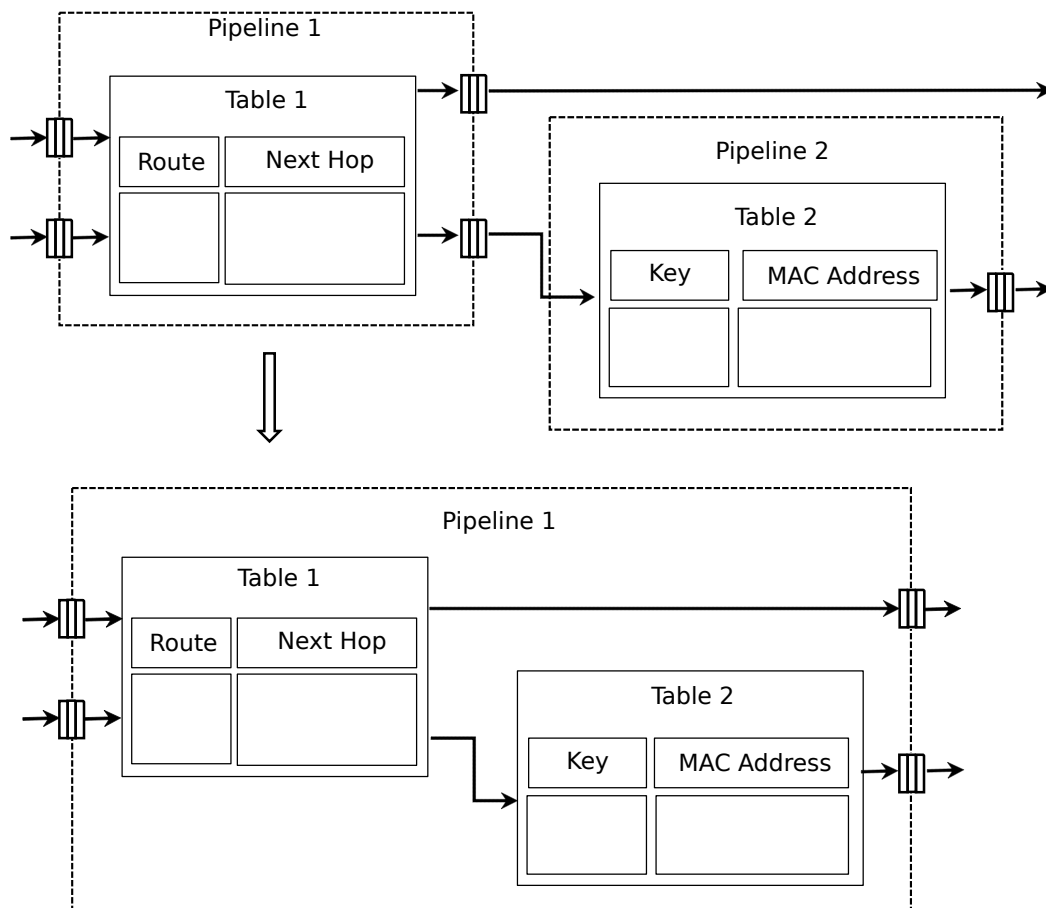 Pipeline 1
Table 1
Route
Next Hop
Pipeline 2
Table 2
Key
MAC Address
Pipeline 1
Table 1
Route
Next Hop
Table 2
Key
MAC Address